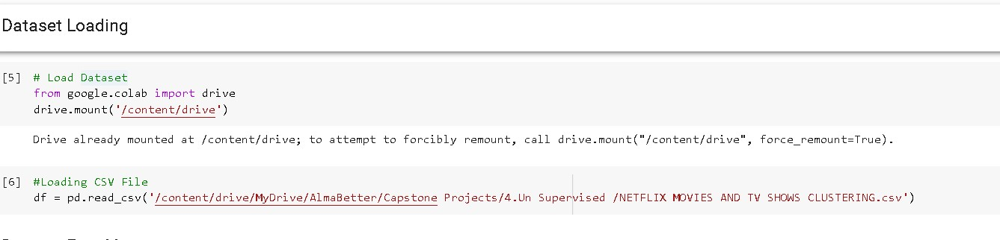 Dataset Loading
[5] # Load Dataset
from google.colab import drive
drive.mount('/content/drive')
Drive already mounted at /content/drive; to attempt to forcibly remount, call drive.mount("/content/drive", force_remount=True).
[6] #Loading CSV File
df = pd.read_csv('/content/drive/MyDrive/AlmaBetter/Capstone Projects/4.Un Supervised /NETFLIX MOVIES AND TV SHOWS CLUSTERING.csv')